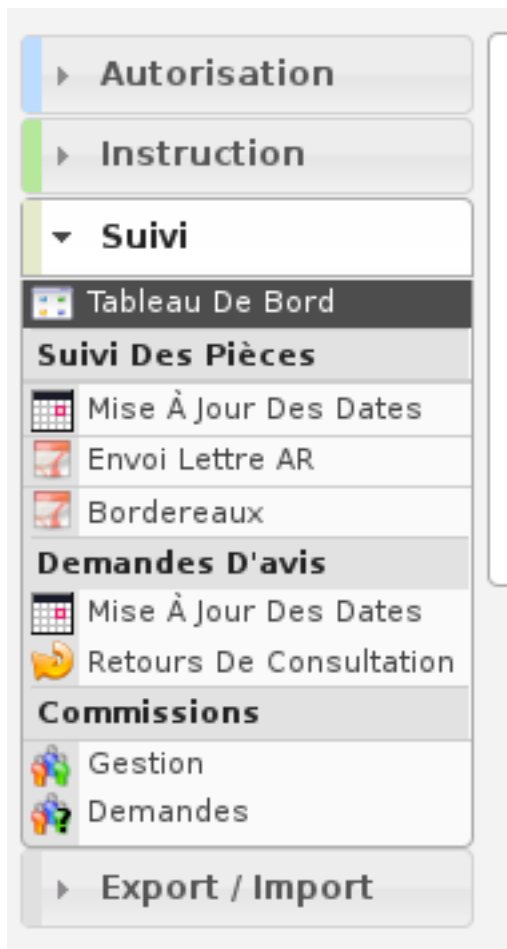 Autorisation
Instruction
Suivi
Tableau De Bord
Suivi Des Pièces
Mise À Jour Des Dates
Envoi Lettre AR
Bordereaux
Demandes D'avis
Mise À Jour Des Dates
Retours De Consultation
Commissions
Gestion
Demandes
Export / Import